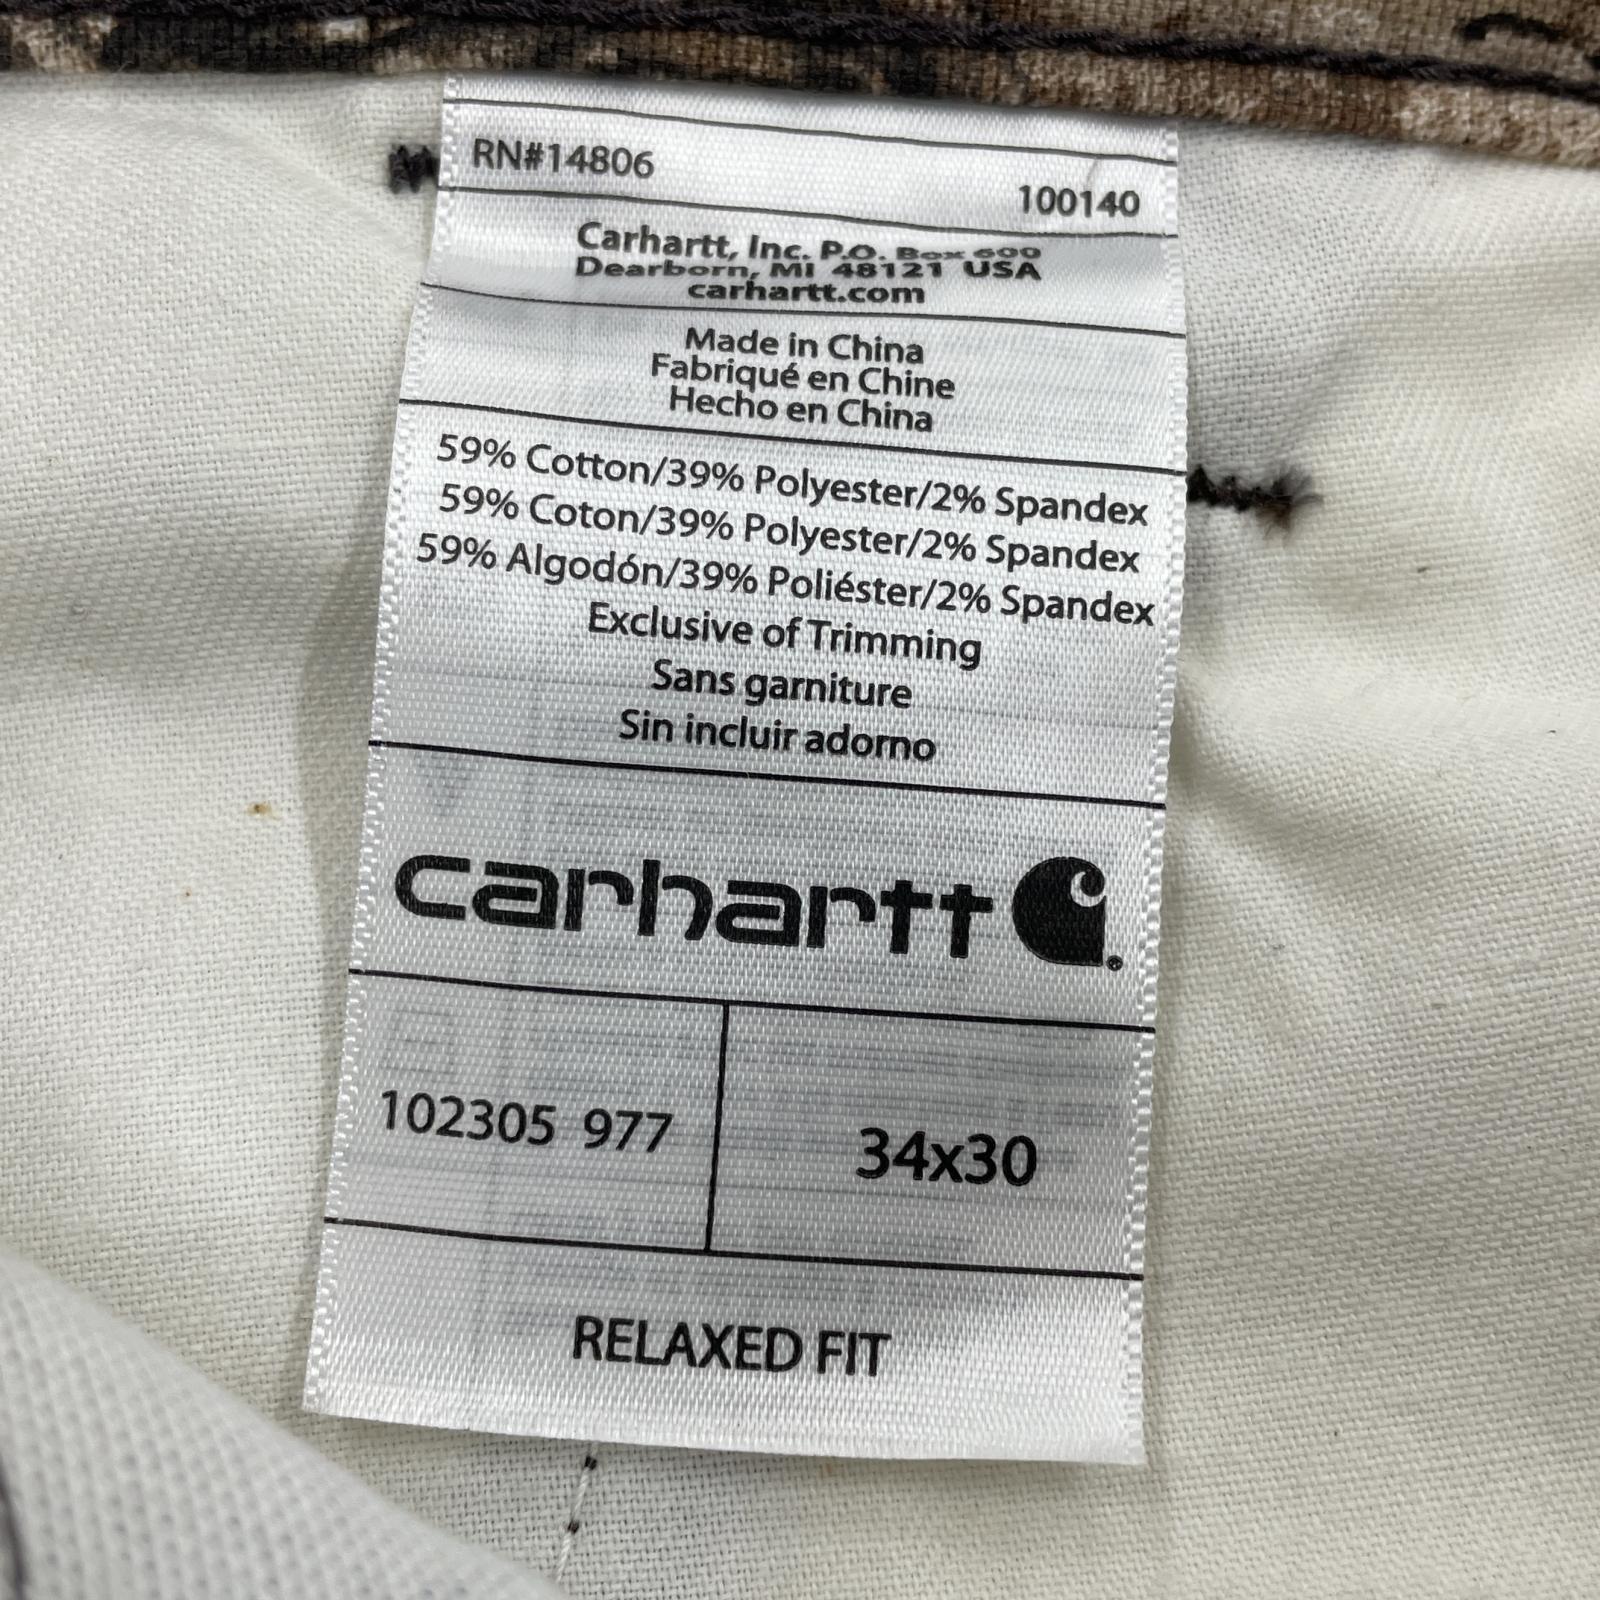 RN#14806
100140
Carhartt, Inc. P.O. Box 600
Dearborn, MI 48121 USA
carhartt.com
Made in China
Fabriqué en Chine
Hecho en China
59% Cotton/39% Polyester/2% Spandex
59% Coton/39% Polyester/2% Spandex
59% Algodón/39% Poliéster/2% Spandex
Exclusive of Trimming
Sans garniture
Sin incluir adorno
carhartt
102305 977
34x30
RELAXED FIT